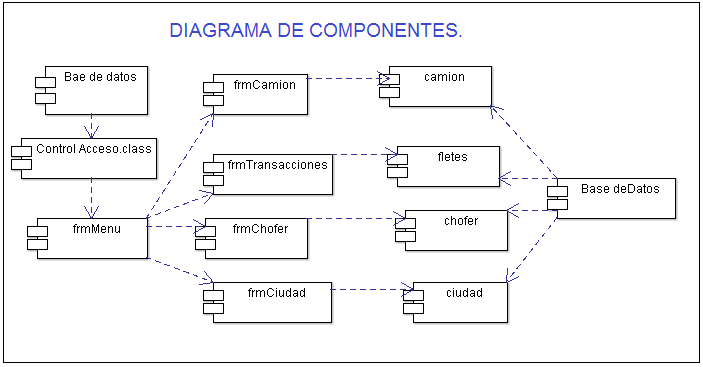 DIAGRAMA DE COMPONENTES.
Bae de datos
frmCamion
camion
Control Acceso.class
frmTransacciones
fletes
Base deDatos
frmMenu
frmChofer
chofer
frmCiudad
ciudad